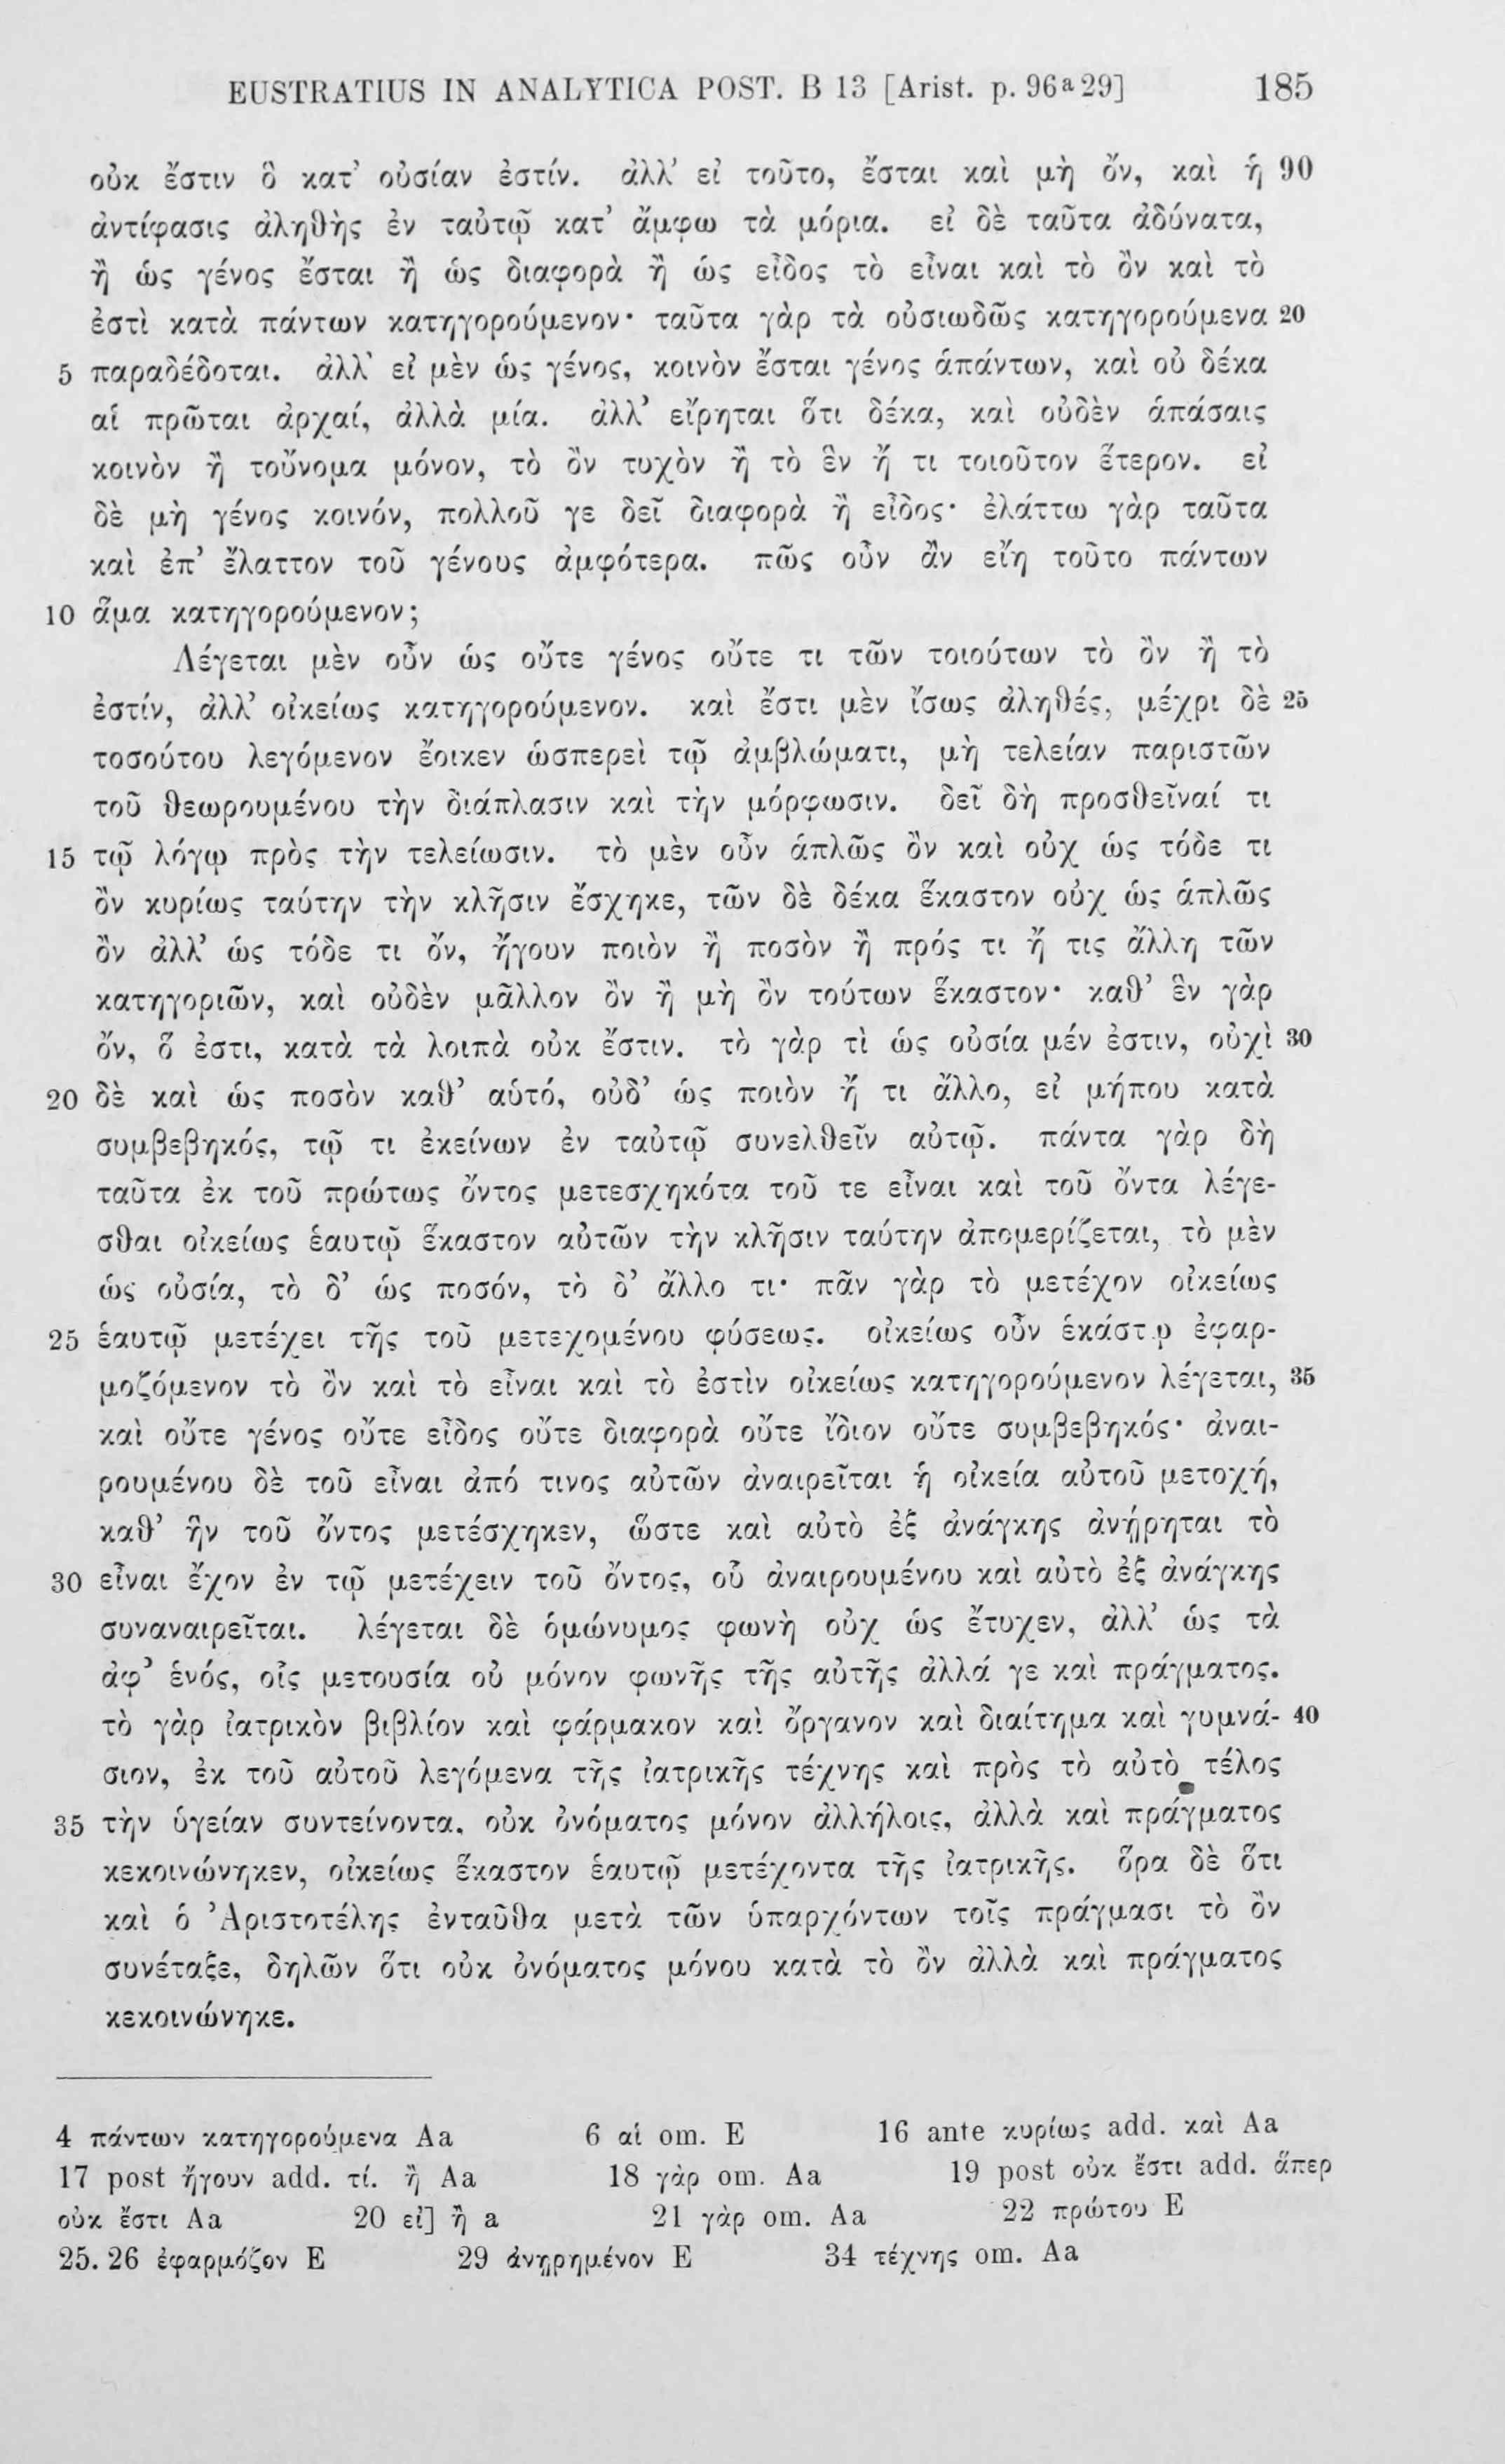 EUSTRATIUS IN ANALYTICA POST. B 13 [Arist. p. 96a29] 185
οὐκ ἔστιν ὃ κατ’ οὐσίαν ἐστίν. ἀλλ’ εἰ τοῦτο, ἔσται καὶ μὴ ὄν, καὶ ἡ 90
ἀντίφασις ἀληθὴς ἐν ταὐτῷ κατ’ ἄμφω τὰ μόρια. εἰ δὲ ταῦτα ἀδύνατα,
ἢ ὡς γένος ἔσται ἢ ὡς διαφορὰ ἢ ὡς εἶδος τὸ εἶναι καὶ τὸ ὂν καὶ τὸ
ἐστὶ κατὰ πάντων κατηγορούμενον· ταῦτα γὰρ τὰ οὐσιωδῶς κατηγορούμενα 20
5 παραδέδοται. ἀλλ’ εἰ μὲν ὡς γένος, κοινὸν ἔσται γένος ἁπάντων, καὶ οὐ δέκα
αἱ πρῶται ἀρχαί, ἀλλὰ μία. ἀλλ’ εἴρηται ὅτι δέκα, καὶ οὐδὲν ἁπάσαις
κοινὸν ἢ τοὔνομα μόνον, τὸ ὂν τυχὸν ἢ τὸ ἓν ἤ τι τοιοῦτον ἕτερον. εἰ
δὲ μὴ γένος κοινόν, πολλοῦ γε δεῖ διαφορὰ ἢ εἶδος· ἐλάττω γὰρ ταῦτα
καὶ ἐπ’ ἔλαττον τοῦ γένους ἀμφότερα. πῶς οὖν ἂν εἴη τοῦτο πάντων
10 ἅμα κατηγορούμενον;
Λέγεται μὲν οὖν ὡς οὔτε γένος οὔτε τι τῶν τοιούτων τὸ ὂν ἢ τὸ
ἐστίν, ἀλλ’ οἰκείως κατηγορούμενον. καὶ ἔστι μὲν ἴσως ἀληθές, μέχρι δὲ 25
τοσούτου λεγόμενον ἔοικεν ὡσπερεὶ τῷ ἀμβλώματι, μὴ τελείαν παριστῶν
τοῦ θεωρουμένου τὴν διάπλασιν καὶ τὴν μόρφωσιν. δεῖ δὴ προσθεῖναί τι
15 τῷ λόγῳ πρὸς τὴν τελείωσιν. τὸ μὲν οὖν ἁπλῶς ὂν καὶ οὐχ ὡς τόδε τι
ὂν κυρίως ταύτην τὴν κλῆσιν ἔσχηκε, τῶν δὲ δέκα ἕκαστον οὐχ ὡς ἁπλῶς
ὂν ἀλλ’ ὡς τόδε τι ὄν, ἤγουν ποιὸν ἢ ποσὸν ἢ πρός τι ἤ τις ἄλλη τῶν
κατηγοριῶν, καὶ οὐδὲν μᾶλλον ὂν ἢ μὴ ὂν τούτων ἕκαστον· καθ’ ἓν γὰρ
ὄν, ὅ ἐστι, κατὰ τὰ λοιπὰ οὐκ ἔστιν. τὸ γὰρ τὶ ὡς οὐσία μέν ἐστιν, οὐχὶ 30
20 δὲ καὶ ὡς ποσὸν καθ’ αὑτό, οὐδ’ ὡς ποιὸν ἤ τι ἄλλο, εἰ μήπου κατὰ
συμβεβηκός, τῷ τι ἐκείνων ἐν ταὐτῷ συνελθεῖν αὐτῷ. πάντα γὰρ δὴ
ταῦτα ἐκ τοῦ πρώτως ὄντος μετεσχηκότα τοῦ τε εἶναι καὶ τοῦ ὄντα λέγε-
σθαι οἰκείως ἑαυτῷ ἕκαστον αὐτῶν τὴν κλῆσιν ταύτην ἀπομερίζεται, τὸ μὲν
ὡς οὐσία, τὸ δ’ ὡς ποσόν, τὸ δ’ ἄλλο τι· πᾶν γὰρ τὸ μετέχον οἰκείως
25 ἑαυτῷ μετέχει τῆς τοῦ μετεχομένου φύσεως. οἰκείως οὖν ἑκάστῳ ἐφαρ-
μοζόμενον τὸ ὂν καὶ τὸ εἶναι καὶ τὸ ἐστὶν οἰκείως κατηγορούμενον λέγεται, 35
καὶ οὔτε γένος οὔτε εἶδος οὔτε διαφορὰ οὔτε ἴδιον οὔτε συμβεβηκός· ἀναι-
ρουμένου δὲ τοῦ εἶναι ἀπό τινος αὐτῶν ἀναιρεῖται ἡ οἰκεία αὐτοῦ μετοχή,
καθ’ ἣν τοῦ ὄντος μετέσχηκεν, ὥστε καὶ αὐτὸ ἐξ ἀνάγκης ἀνῄρηται τὸ
30 εἶναι ἔχον ἐν τῷ μετέχειν τοῦ ὄντος, οὗ ἀναιρουμένου καὶ αὐτὸ ἐξ ἀνάγκης
συναναιρεῖται. λέγεται δὲ ὁμώνυμος φωνὴ οὐχ ὡς ἔτυχεν, ἀλλ’ ὡς τὰ
ἀφ’ ἑνός, οἷς μετουσία οὐ μόνον φωνῆς τῆς αὐτῆς ἀλλά γε καὶ πράγματος.
τὸ γὰρ ἰατρικὸν βιβλίον καὶ φάρμακον καὶ ὄργανον καὶ διαίτημα καὶ γυμνά- 40
σιον, ἐκ τοῦ αὐτοῦ λεγόμενα τῆς ἰατρικῆς τέχνης καὶ πρὸς τὸ αὐτὸ τέλος
35 τὴν ὑγείαν συντείνοντα, οὐκ ὀνόματος μόνον ἀλλήλοις, ἀλλὰ καὶ πράγματος
κεκοινώνηκεν, οἰκείως ἕκαστον ἑαυτῷ μετέχοντα τῆς ἰατρικῆς. ὅρα δὲ ὅτι
καὶ ὁ Ἀριστοτέλης ἐνταῦθα μετὰ τῶν ὑπαρχόντων τοῖς πράγμασι τὸ ὂν
συνέταξε, δηλῶν ὅτι οὐκ ὀνόματος μόνου κατὰ τὸ ὂν ἀλλὰ καὶ πράγματος
κεκοινώνηκε.
4 πάντων κατηγορούμενα Aa 6 αἱ om. E 16 ante κυρίως add. καὶ Aa
17 post ἤγουν add. τί. ἢ Aa 18 γὰρ om. Aa 19 post οὐκ ἔστι add. ἅπερ
οὐκ ἔστι Aa 20 εἰ] ἢ a 21 γὰρ om. Aa 22 πρώτου E
25. 26 ἐφαρμόζον E 29 ἀνῃρημένον E 34 τέχνης om. Aa